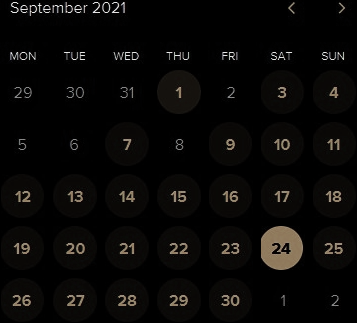 September 2021
MON TUE WED THU FRI SAT SUN
29 30 31 1 2 3 4
5 6 7 8 9 10 11
12 13 14 15 16 17 18
19 20 21 22 23 24 25
26 27 28 29 30 1 2